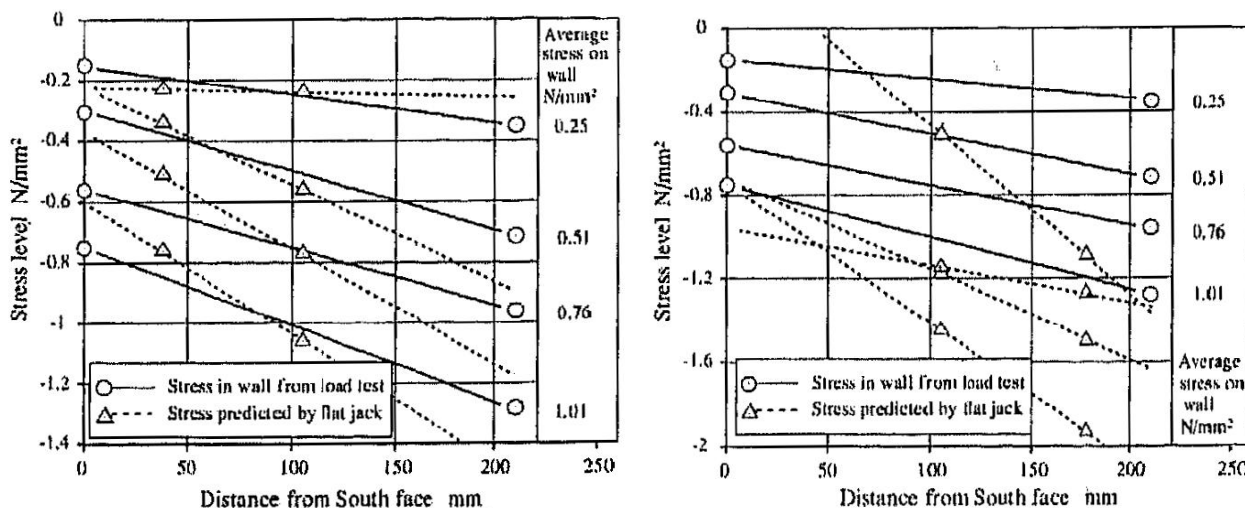 0
-0.2
-0.4
-0.6
-0.8
-1
-1.2
-1.4
Stress level N/mm²
Average
stress on
wall
N/mm²
0.25
0.51
0.76
1.01
Stress in wall from load test
Stress predicted by flat jack
0
50
100
150
200
250
Distance from South face mm
0
-0.4
-0.8
-1.2
-1.6
-2
Stress level N/mm²
0.25
0.51
0.76
1.01
Average
stress on
wall
N/mm²
Stress in wall from load test
Stress predicted by flat jack
0
50
100
150
200
250
Distance from South face mm